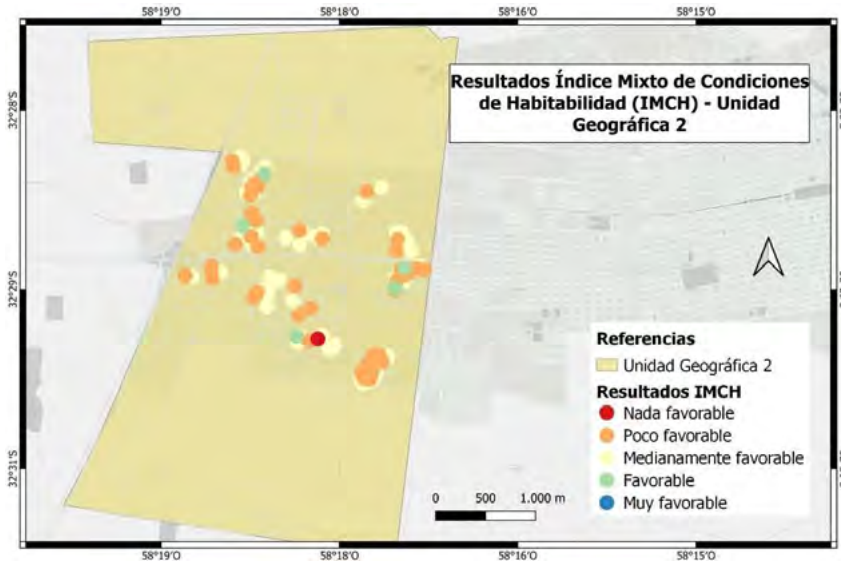 58°19'O 58°18'O 58°16'O 58°15'O
Resultados Índice Mixto de Condiciones
de Habitabilidad (IMCH) - Unidad
Geográfica 2
32°28'S
32°29'S
32°31'S
Referencias
Unidad Geográfica 2
Resultados IMCH
Nada favorable
Poco favorable
Medianamente favorable
Favorable
Muy favorable
0 500 1.000 m
58°19'O 58°18'O 58°16'O 58°15'O